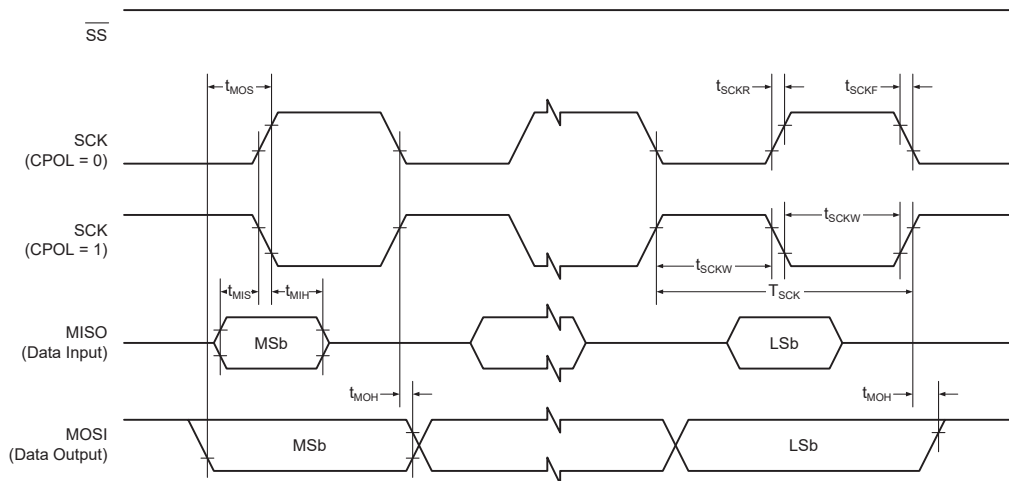 SS
tMOS
tSCKR
tSCKF
SCK
(CPOL = 0)
SCK
(CPOL = 1)
tSCKW
tSCKW
TSCK
tMIS
tMIH
MISO
(Data Input)
MSb
LSb
tMOH
tMOH
MOSI
(Data Output)
MSb
LSb